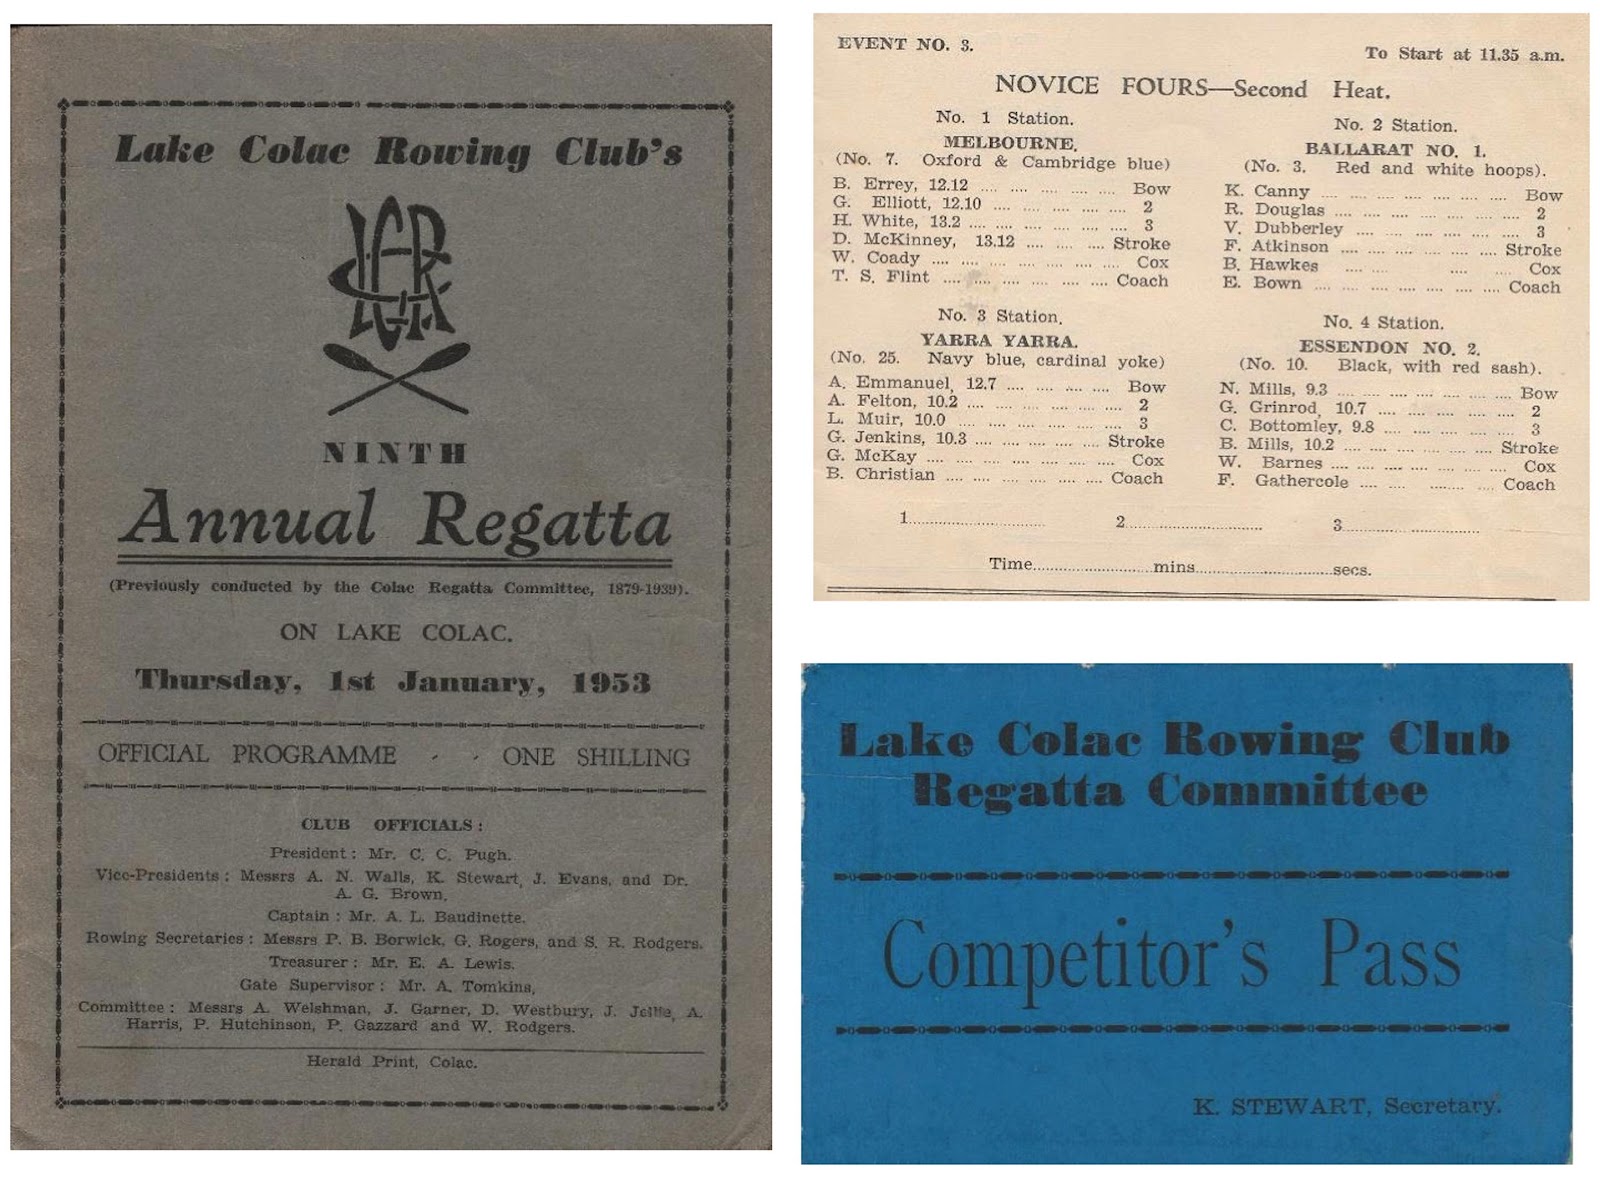 Lake Colac Rowing Club's
LCRC
NINTH
Annual Regatta
(Previously conducted by the Colac Regatta Committee, 1879-1939).
ON LAKE COLAC.
Thursday, 1st January, 1953
OFFICIAL PROGRAMME - - ONE SHILLING
CLUB OFFICIALS:
President: Mr. C. C. Pugh.
Vice-Presidents: Messrs A. N. Walls, K. Stewart, J. Evans, and Dr.
A. G. Brown.
Captain: Mr. A. L. Baudinette.
Rowing Secretaries: Messrs P. B. Borwick, G. Rogers, and S. R. Rodgers.
Treasurer: Mr. E. A. Lewis.
Gate Supervisor: Mr. A. Tomkins,
Committee: Messrs A. Welshman, J. Garner, D. Westbury, J. Jellie, A.
Harris, P. Hutchinson, P. Gazzard and W. Rodgers.
Herald Print, Colac.
EVENT NO. 3.
To Start at 11.35 a.m.
NOVICE FOURS—Second Heat.
No. 1 Station.
MELBOURNE.
(No. 7. Oxford & Cambridge blue)
B. Errey, 12.12 .... .... .... .... .... Bow
G. Elliott, 12.10 .... .... .... .... .... 2
H. White, 13.2 .... .... .... .... .... .... 3
D. McKinney, 13.12 .... .... .... Stroke
W. Coady .... .... .... .... .... .... .... Cox
T. S. Flint .... .... .... .... .... .... Coach
No. 2 Station.
BALLARAT NO. 1.
(No. 3. Red and white hoops).
K. Canny .... .... .... .... .... .... .... Bow
R. Douglas .... .... .... .... .... .... .... 2
V. Dubberley .... .... .... .... .... .... 3
F. Atkinson .... .... .... .... .... .... Stroke
B. Hawkes .... .... .... Cox
E. Bown .... .... .... .... .... .... .... Coach
No. 3 Station.
YARRA YARRA.
(No. 25. Navy blue, cardinal yoke)
A. Emmanuel, 12.7 .... .... .... .... Bow
A. Felton, 10.2 .... .... .... .... .... .... 2
L. Muir, 10.0 .... .... .... .... .... .... 3
G. Jenkins, 10.3 .... .... .... .... Stroke
G. McKay .... .... .... .... .... .... .... Cox
B. Christian .... .... .... .... .... .... Coach
No. 4 Station.
ESSENDON NO. 2.
(No. 10. Black, with red sash).
N. Mills, 9.3 .... .... .... .... .... .... Bow
G. Grinrod, 10.7 .... .... .... .... .... 2
C. Bottomley, 9.8 .... .... .... .... .... 3
B. Mills, 10.2 .... .... .... .... .... Stroke
W. Barnes .... .... .... .... .... .... .... Cox
F. Gathercole .... .... .... .... Coach
1.............................. 2.............................. 3..............................
Time..............................mins..............................secs.
Lake Colac Rowing Club
Regatta Committee
Competitor's Pass
K. STEWART, Secretary.